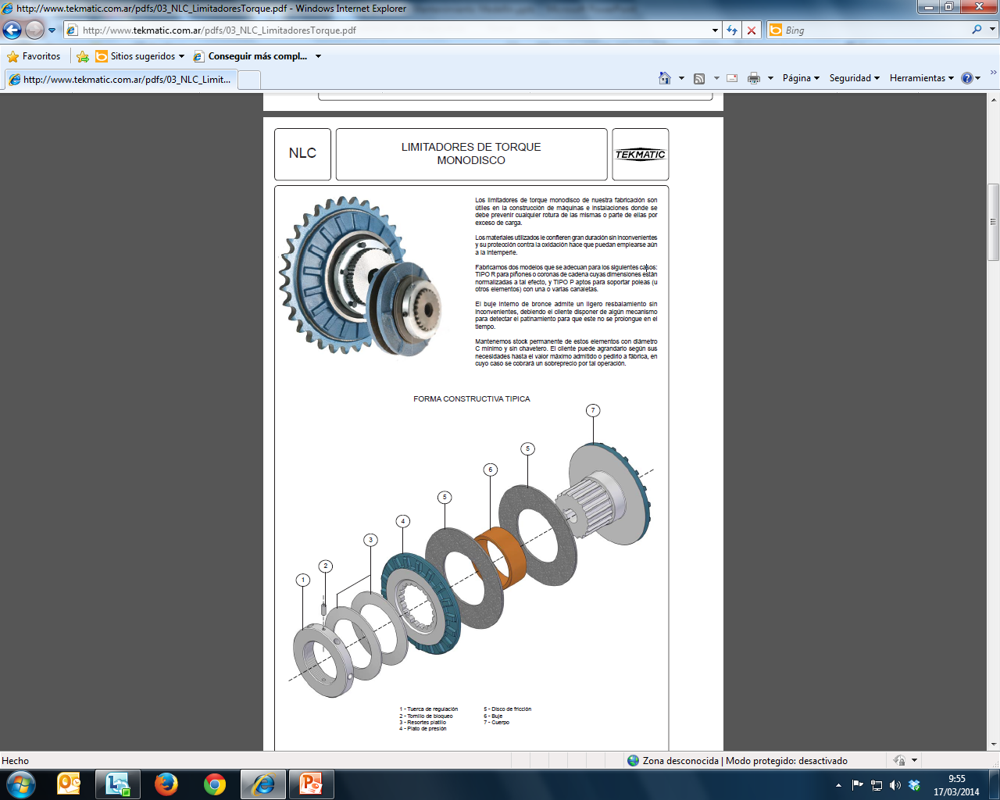 http://www.tekmatic.com.ar/pdfs/03_NLC_LimitadoresTorque.pdf - Windows Internet Explorer
http://www.tekmatic.com.ar/pdfs/03_NLC_LimitadoresTorque.pdf
Bing
Favoritos
Sitios sugeridos
Conseguir más compl...
http://www.tekmatic.com.ar/pdfs/03_NLC_Limit...
Página
Seguridad
Herramientas
NLC
LIMITADORES DE TORQUE
MONODISCO
TEKMATIC
Los limitadores de torque monodisco de nuestra fabricación son
útiles en la construcción de máquinas e instalaciones donde se
debe prevenir cualquier rotura de las mismas o parte de ellas por
exceso de carga.
Los materiales utilizados le confieren gran duración sin inconvenientes
y su protección contra la oxidación hace que puedan emplearse aún
a la intemperie.
Fabricamos dos modelos que se adecuan para los siguientes casos:
TIPO R para piñones o coronas de cadena cuyas dimensiones están
normalizadas a tal efecto, y TIPO P aptos para soportar poleas (u
otros elementos) con una o varias canaletas.
El buje interno de bronce admite un ligero resbalamiento sin
inconvenientes, debiendo el cliente disponer de algún mecanismo
para detectar el patinamiento para que este no se prolongue en el
tiempo.
Mantenemos stock permanente de estos elementos con diámetro
C mínimo y sin chavetero. El cliente puede agrandarlo según sus
necesidades hasta el valor máximo admitido o pedirlo a fábrica, en
cuyo caso se cobrará un sobreprecio por tal operación.
FORMA CONSTRUCTIVA TIPICA
7
5
6
5
4
3
2
1
1 - Tuerca de regulación
2 - Tornillo de bloqueo
3 - Resortes platillo
4 - Plato de presión
5 - Disco de fricción
6 - Buje
7 - Cuerpo
Hecho
Zona desconocida | Modo protegido: desactivado
9:55
17/03/2014